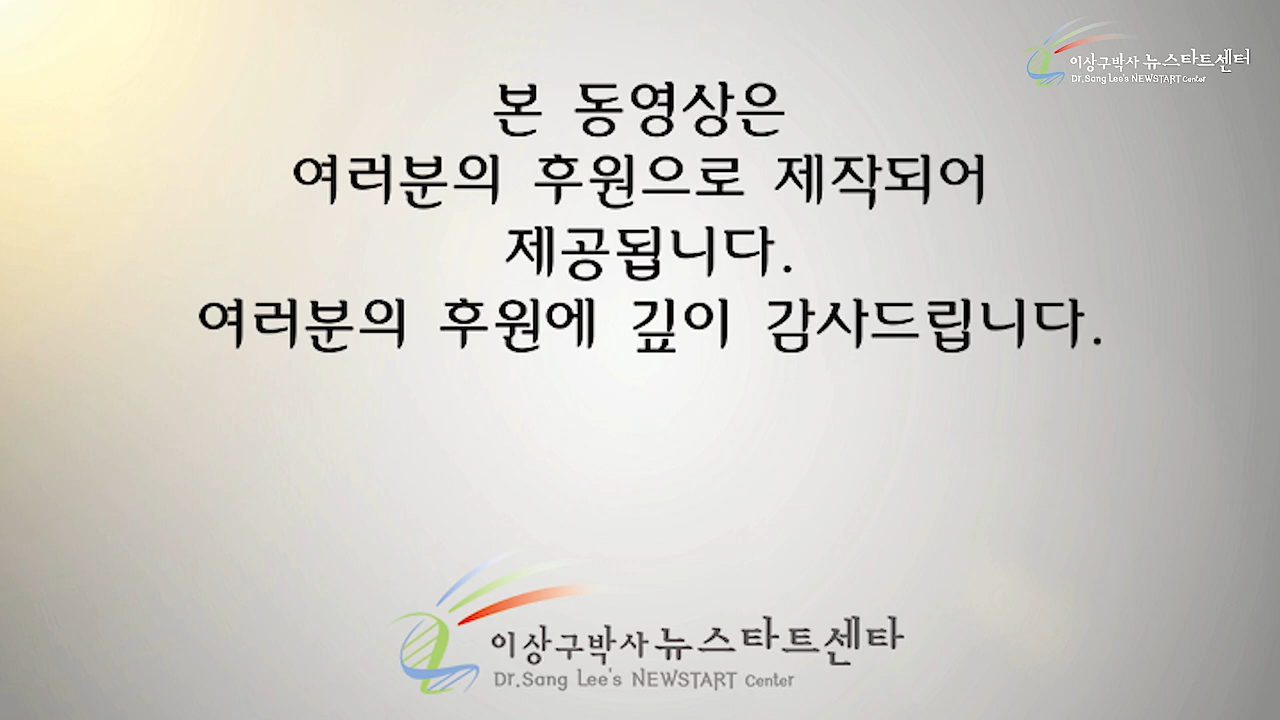 이상구박사 뉴스타트센터
Dr.Sang Lee's NEWSTART Center
본 동영상은
여러분의 후원으로 제작되어
제공됩니다.
여러분의 후원에 깊이 감사드립니다.
이상구박사 뉴스타트센타
Dr.Sang Lee's NEWSTART Center